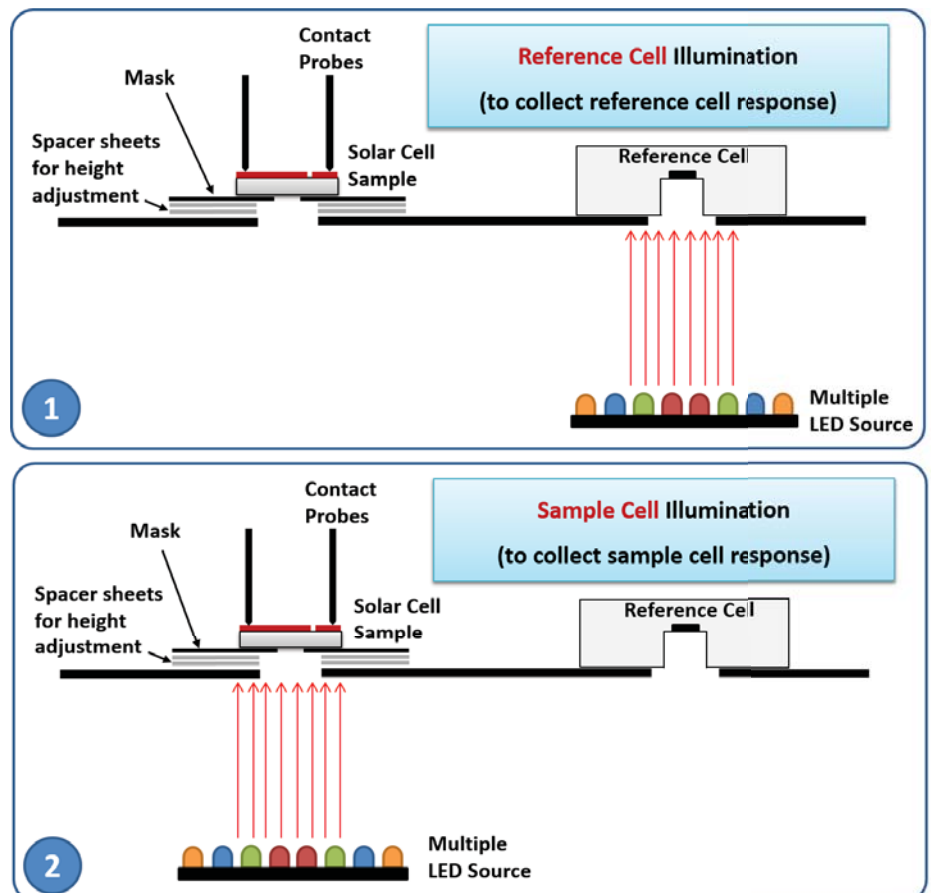 Contact
Probes
Mask
Spacer sheets
for height
adjustment
Solar Cell
Sample
Reference Cell Illumination
(to collect reference cell response)
Reference Cell
Multiple
LED Source
1
Contact
Probes
Mask
Spacer sheets
for height
adjustment
Solar Cell
Sample
Sample Cell Illumination
(to collect sample cell response)
Reference Cell
Multiple
LED Source
2